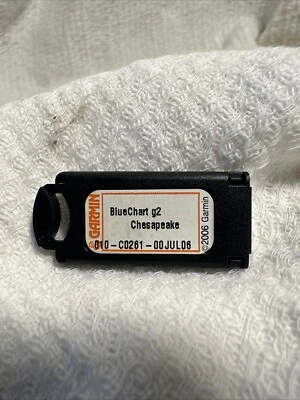 GARMIN
BlueChart g2
Chesapeake
010-C0261-00JUL06
©2006 Garmin